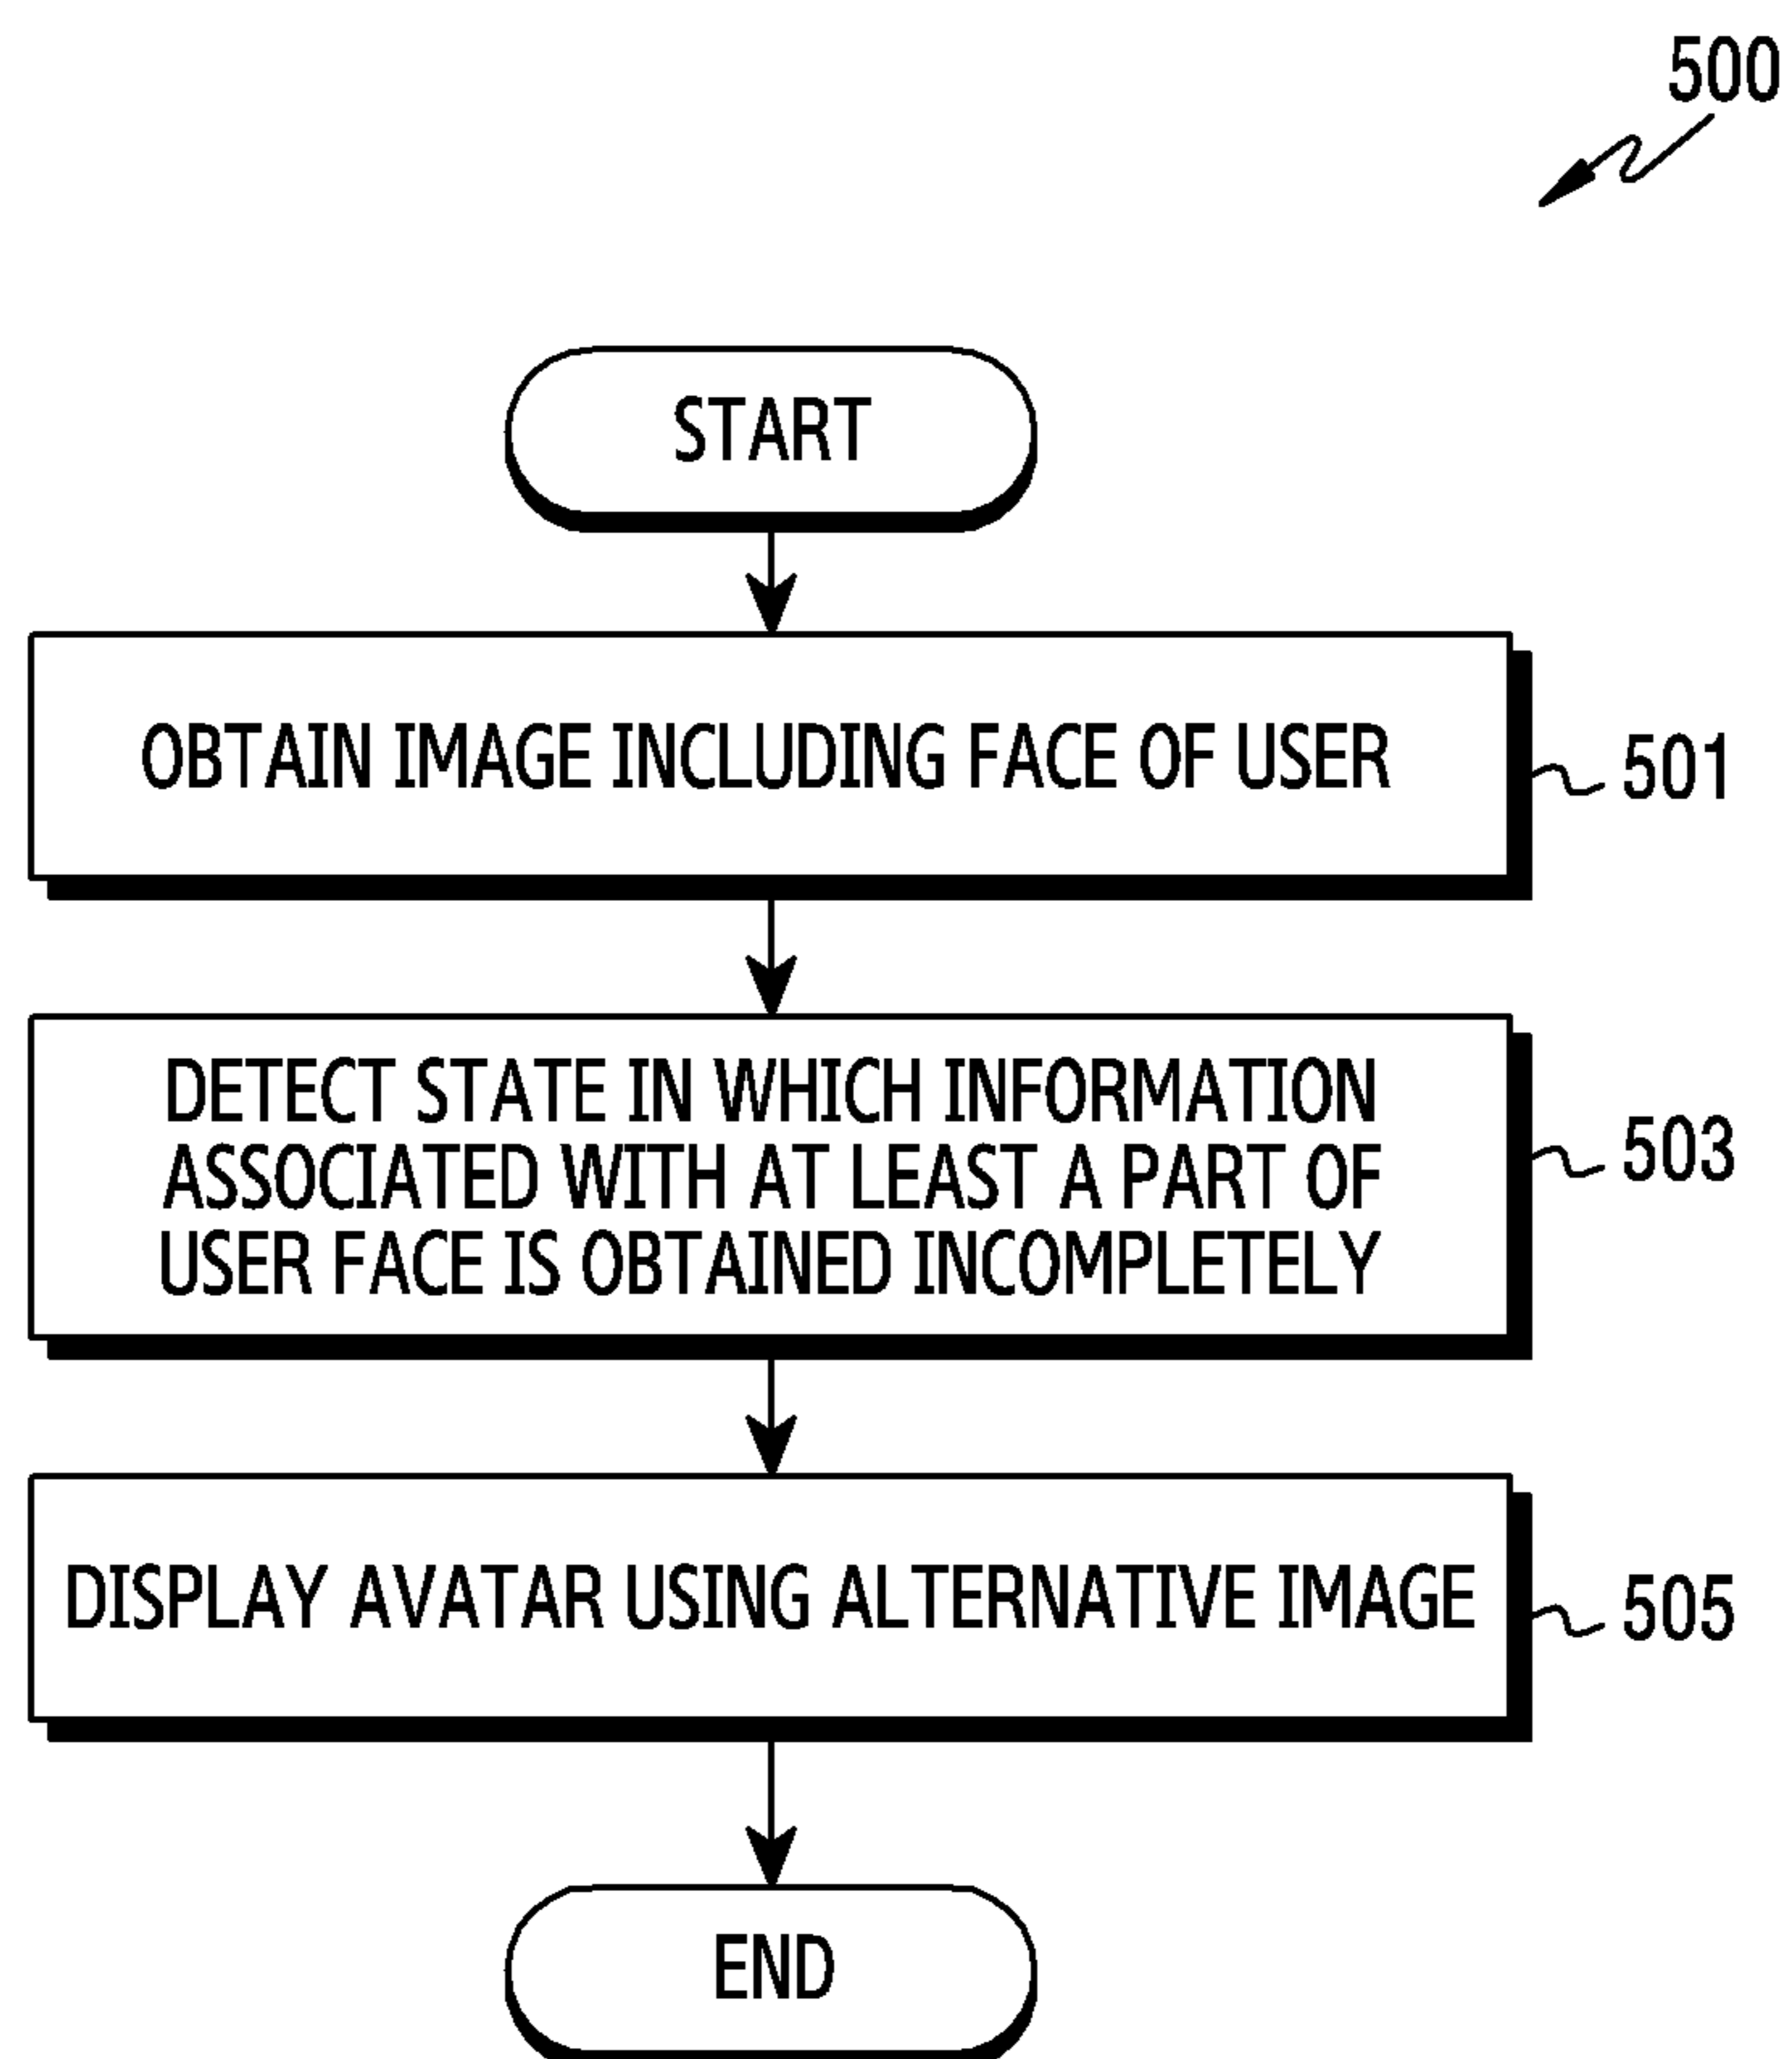 500
START
OBTAIN IMAGE INCLUDING FACE OF USER
501
DETECT STATE IN WHICH INFORMATION
ASSOCIATED WITH AT LEAST A PART OF
USER FACE IS OBTAINED INCOMPLETELY
503
DISPLAY AVATAR USING ALTERNATIVE IMAGE
505
END